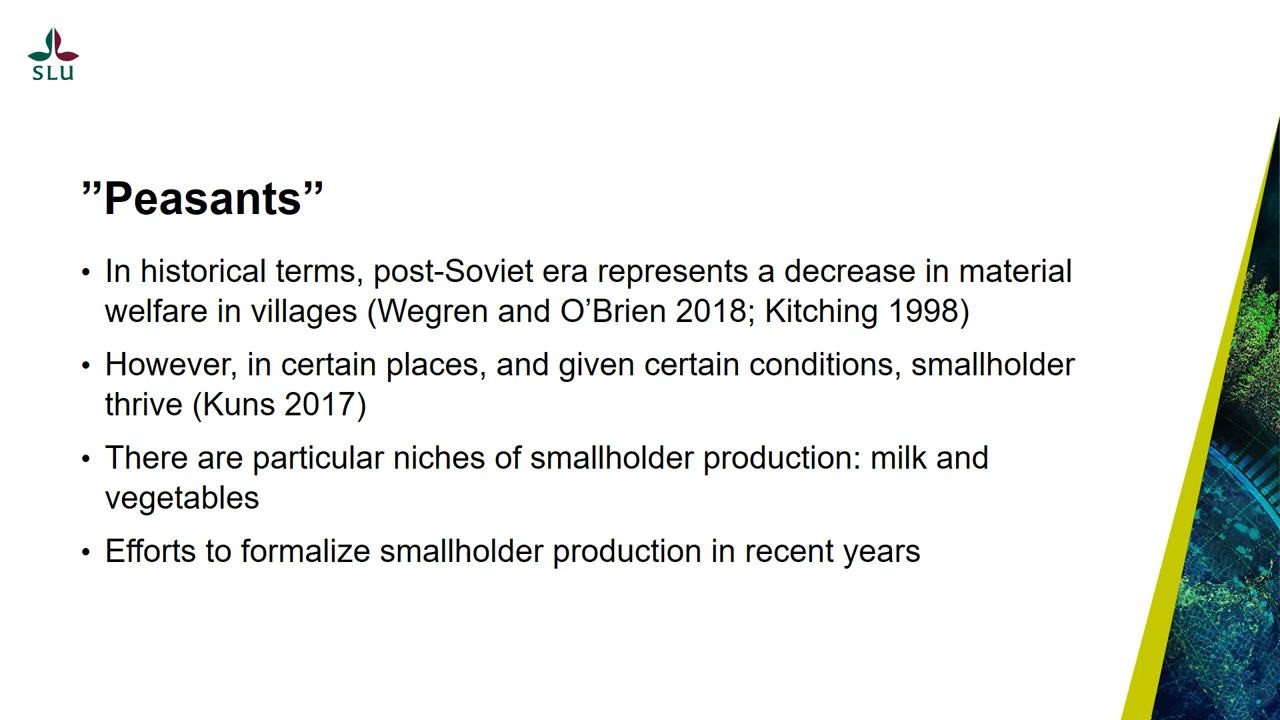 SLU
”Peasants”
• In historical terms, post-Soviet era represents a decrease in material
welfare in villages (Wegren and O’Brien 2018; Kitching 1998)
• However, in certain places, and given certain conditions, smallholder
thrive (Kuns 2017)
• There are particular niches of smallholder production: milk and
vegetables
• Efforts to formalize smallholder production in recent years